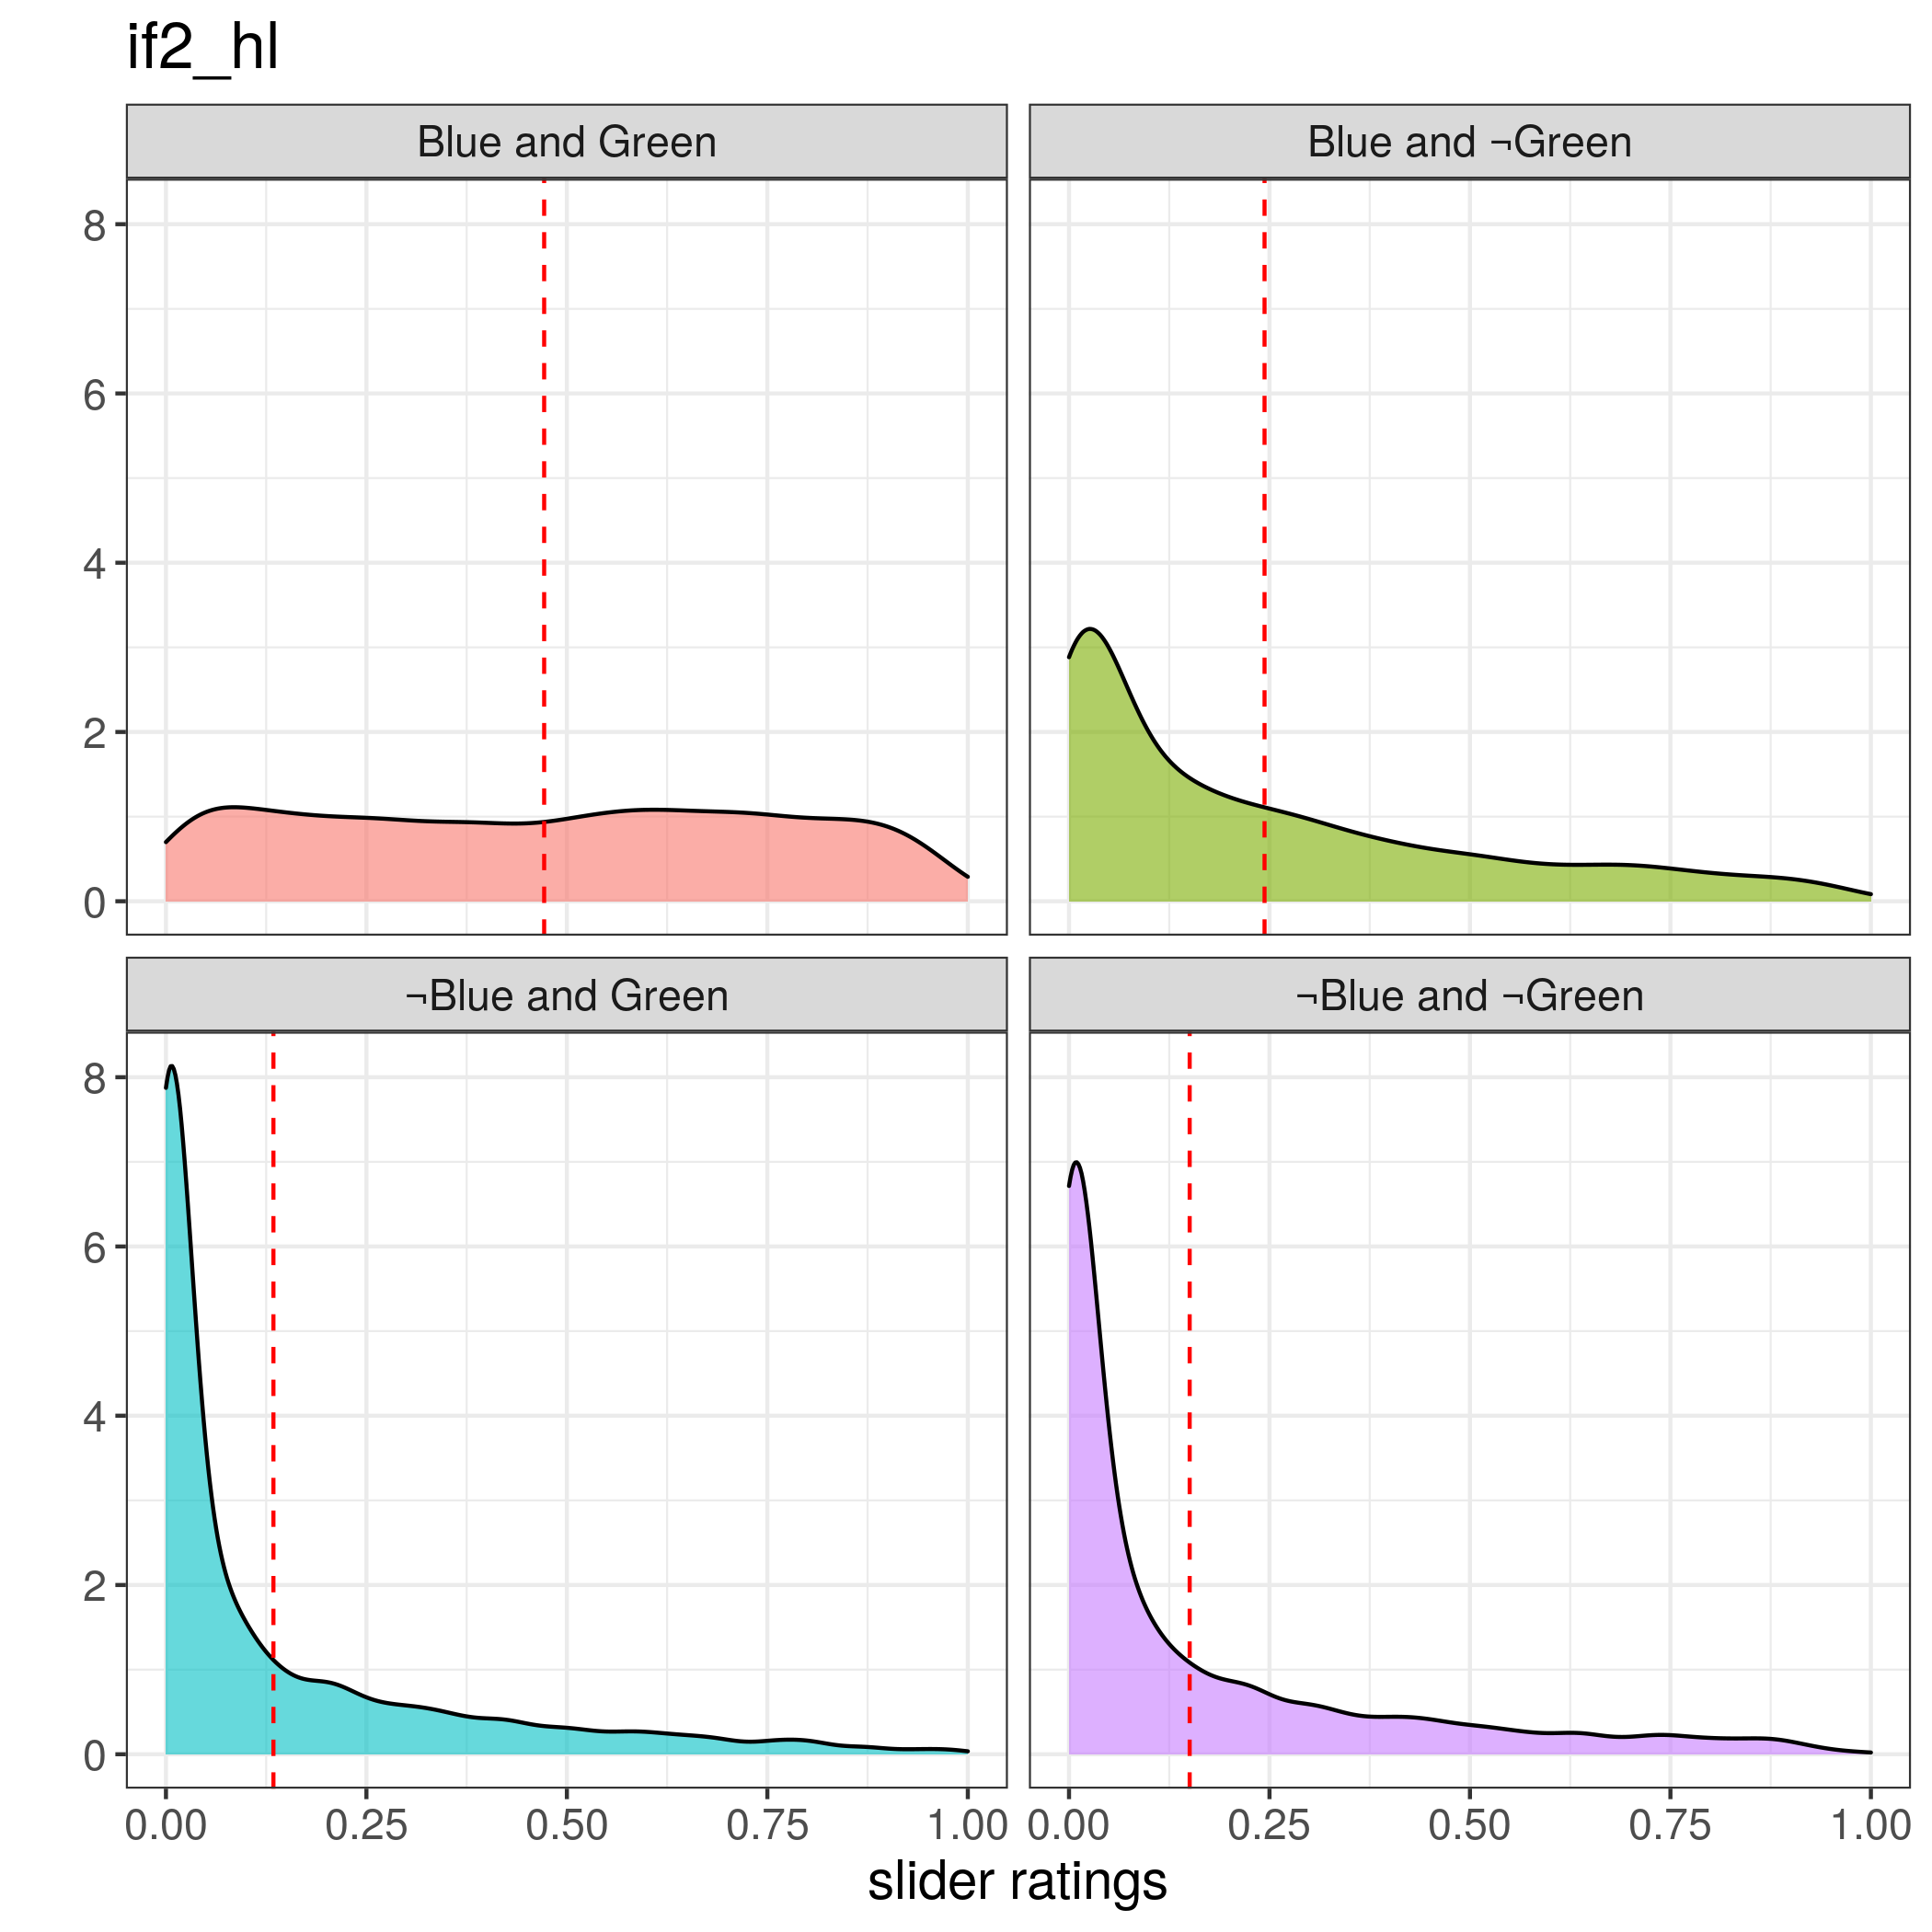 if2_hl
Blue and Green
Blue and ¬Green
8
6
4
2
0
¬Blue and Green
¬Blue and ¬Green
8
6
4
2
0
0.00 0.25 0.50 0.75 1.00 0.00 0.25 0.50 0.75 1.00
slider ratings